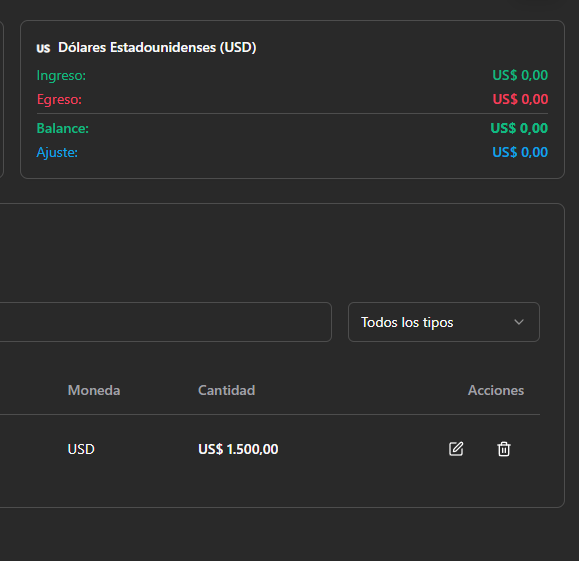 US Dólares Estadounidenses (USD)
Ingreso: US$ 0,00
Egreso: US$ 0,00
Balance: US$ 0,00
Ajuste: US$ 0,00
Todos los tipos
Moneda Cantidad Acciones
USD US$ 1.500,00